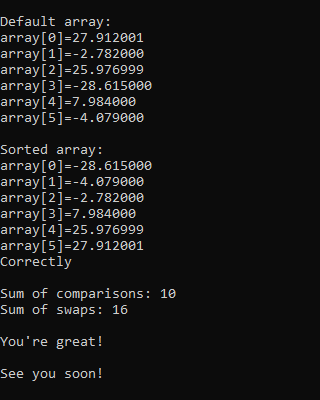 Default array:
array[0]=27.912001
array[1]=-2.782000
array[2]=25.976999
array[3]=-28.615000
array[4]=7.984000
array[5]=-4.079000
Sorted array:
array[0]=-28.615000
array[1]=-4.079000
array[2]=-2.782000
array[3]=7.984000
array[4]=25.976999
array[5]=27.912001
Correctly
Sum of comparisons: 10
Sum of swaps: 16
You're great!
See you soon!